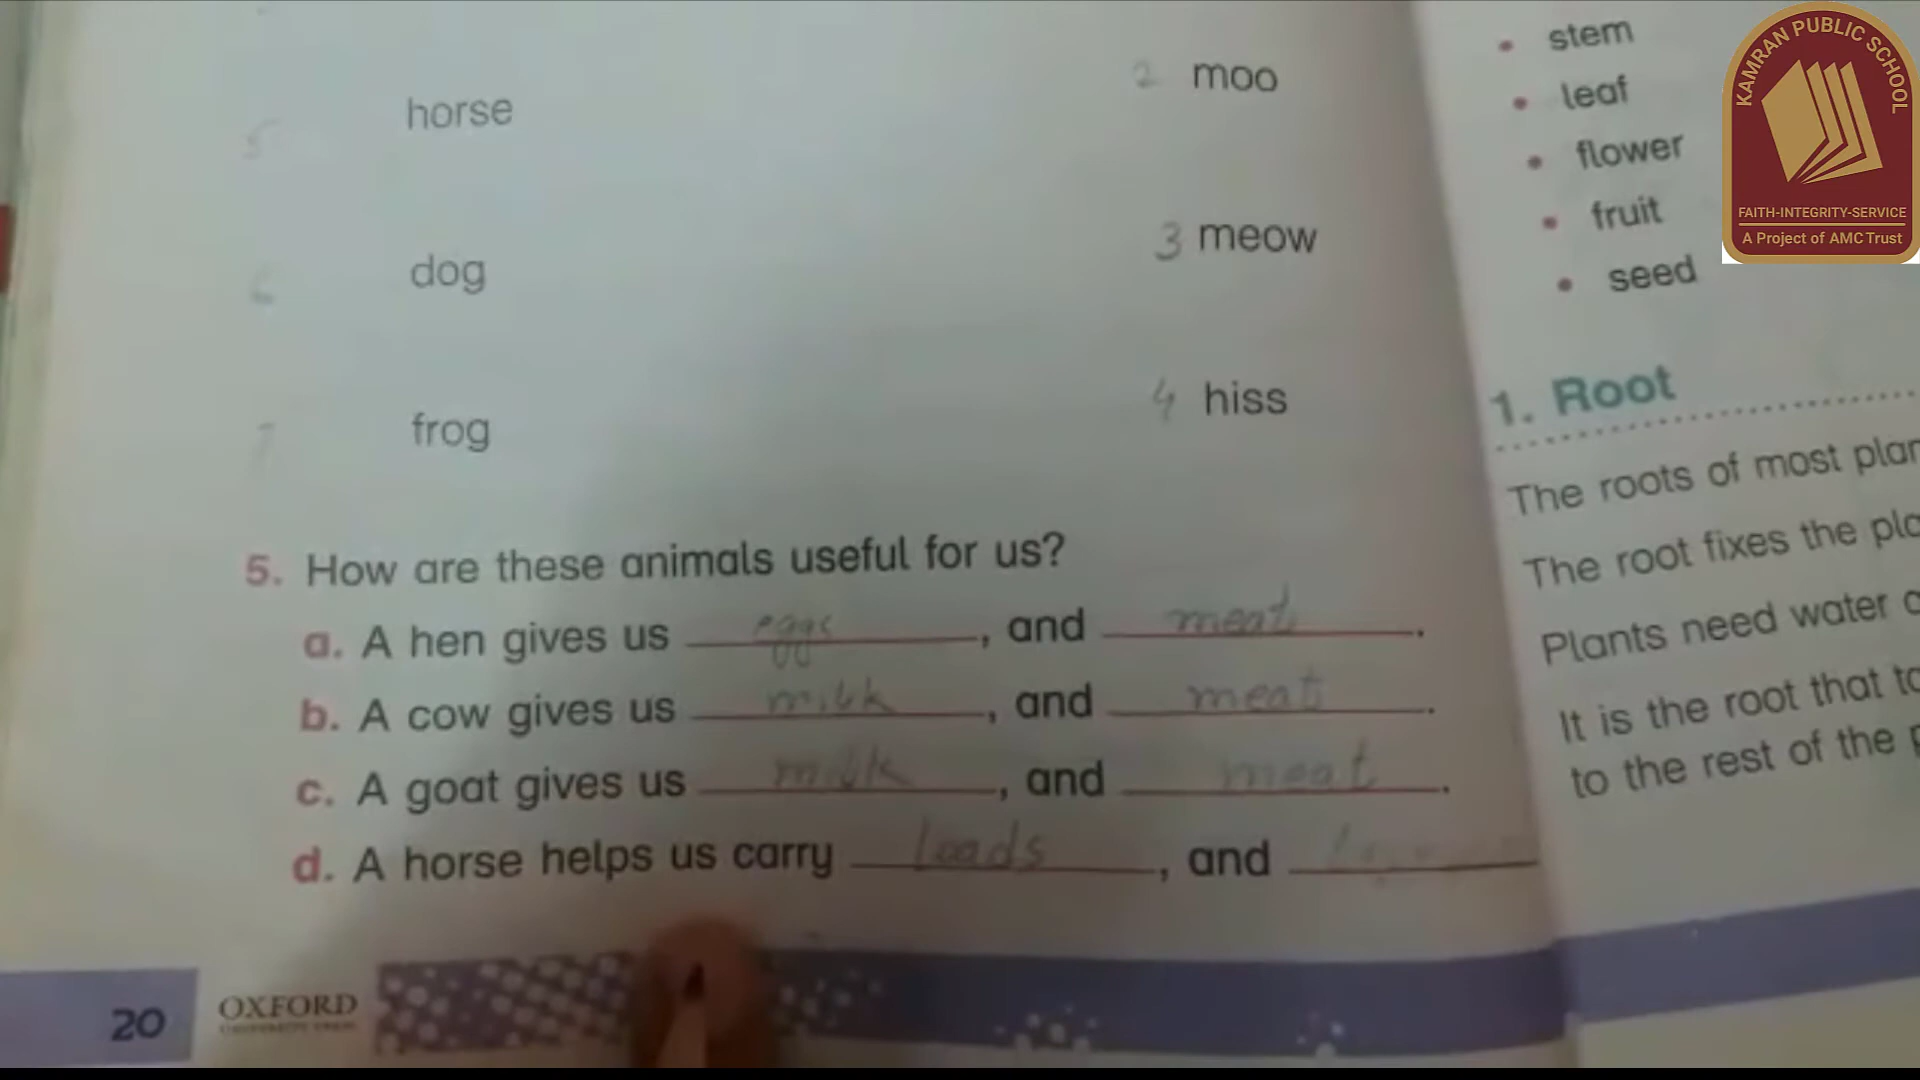 horse
2 moo
dog
3 meow
frog
4 hiss
5. How are these animals useful for us?
a. A hen gives us eggs, and meat.
b. A cow gives us milk, and meat.
c. A goat gives us milk, and meat.
d. A horse helps us carry loads, and
20
OXFORD
UNIVERSITY PRESS
• stem
• leaf
• flower
• fruit
• seed
1. Root
The roots of most
The root fixes the
Plants need water
It is the root that
to the rest of the
KAMRAN PUBLIC SCHOOL
FAITH-INTEGRITY-SERVICE
A Project of AMC Trust